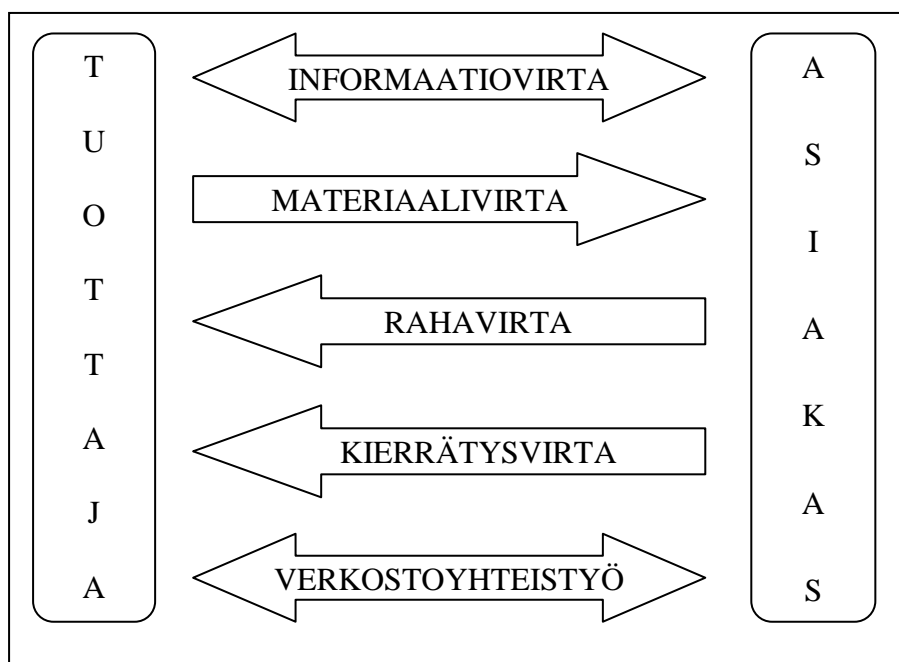 TUOTTAJA
INFORMAATIOVIRTA
MATERIAALIVIRTA
RAHAVIRTA
KIERRÄTYSVIRTA
VERKOSTOYHTEISTYÖ
ASIAKAS